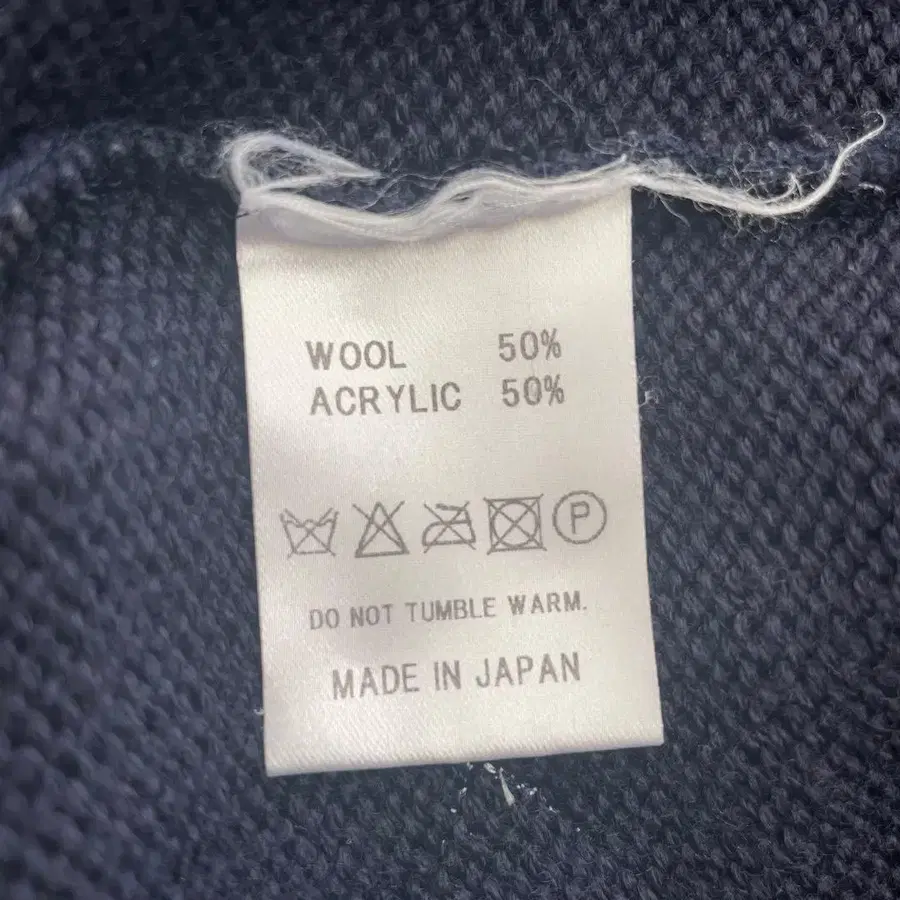 WOOL 50%
ACRYLIC 50%
P
DO NOT TUMBLE WARM.
MADE IN JAPAN